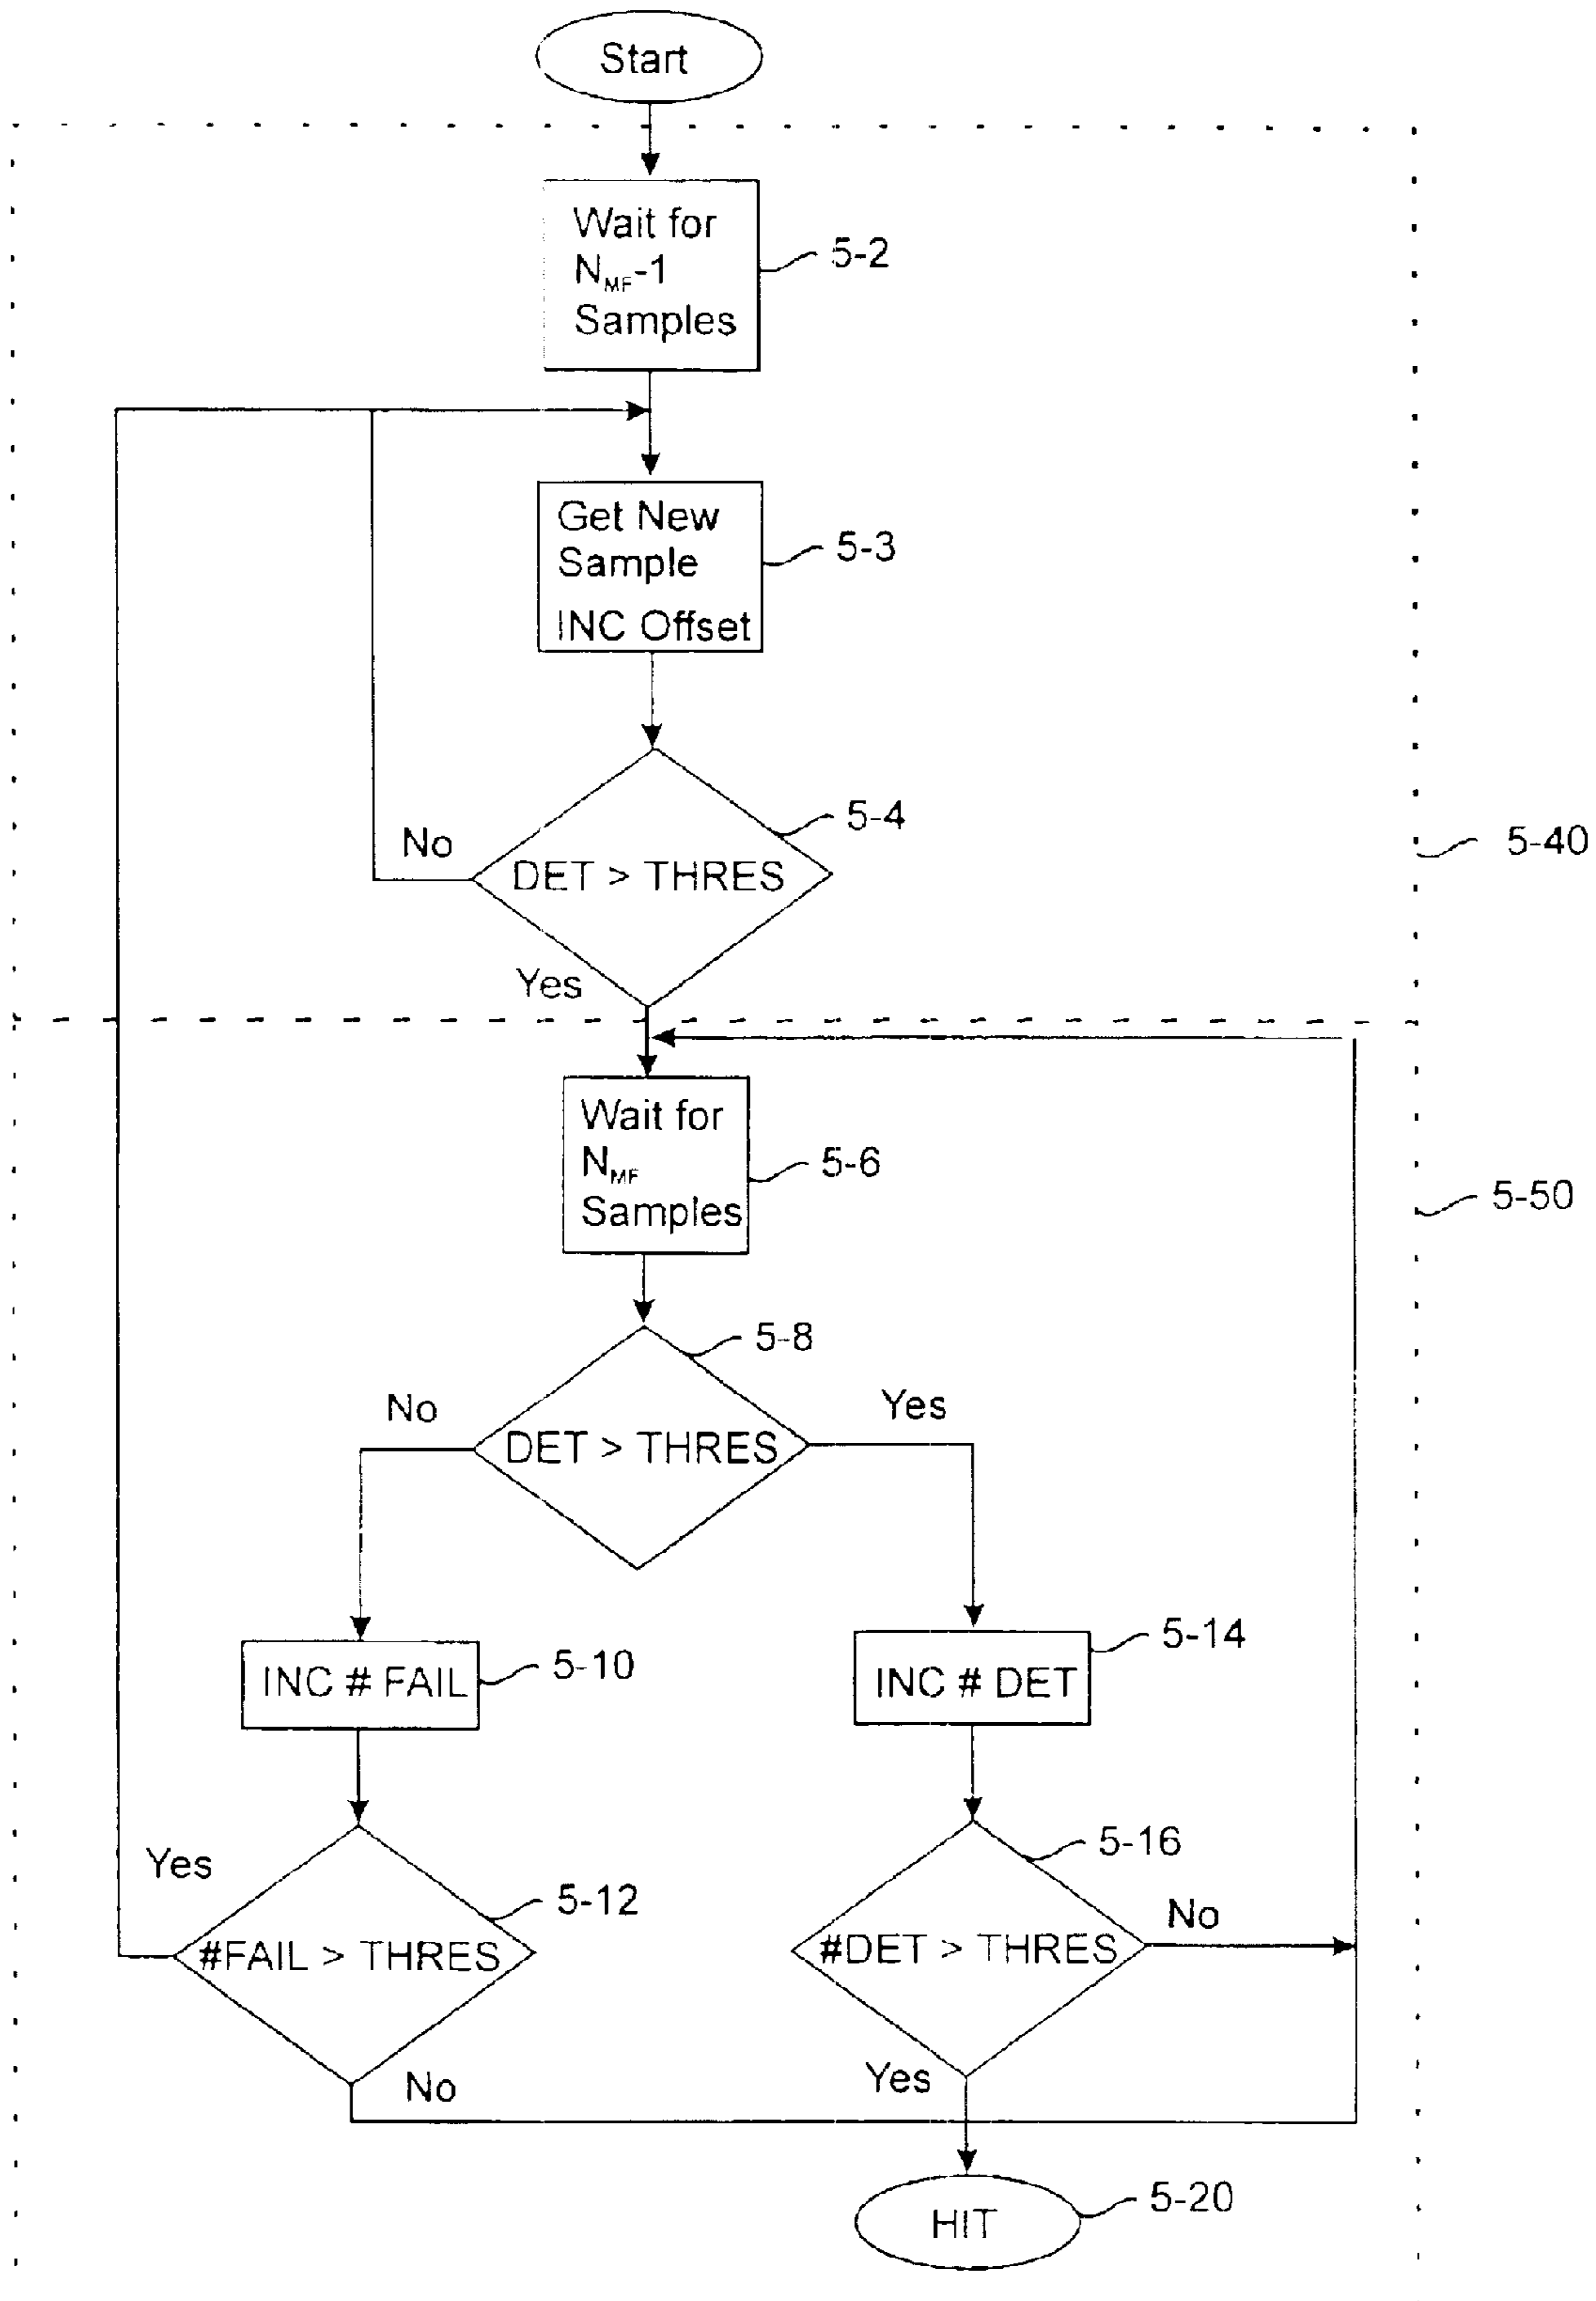 Start
Wait for
N_MF-1
Samples
5-2
Get New
Sample
INC Offset
5-3
5-4
No
DET > THRES
Yes
5-40
Wait for
N_MF
Samples
5-6
5-50
5-8
No
Yes
DET > THRES
INC # FAIL
5-10
INC # DET
5-14
Yes
5-12
#FAIL > THRES
No
5-16
No
#DET > THRES
Yes
HIT
5-20